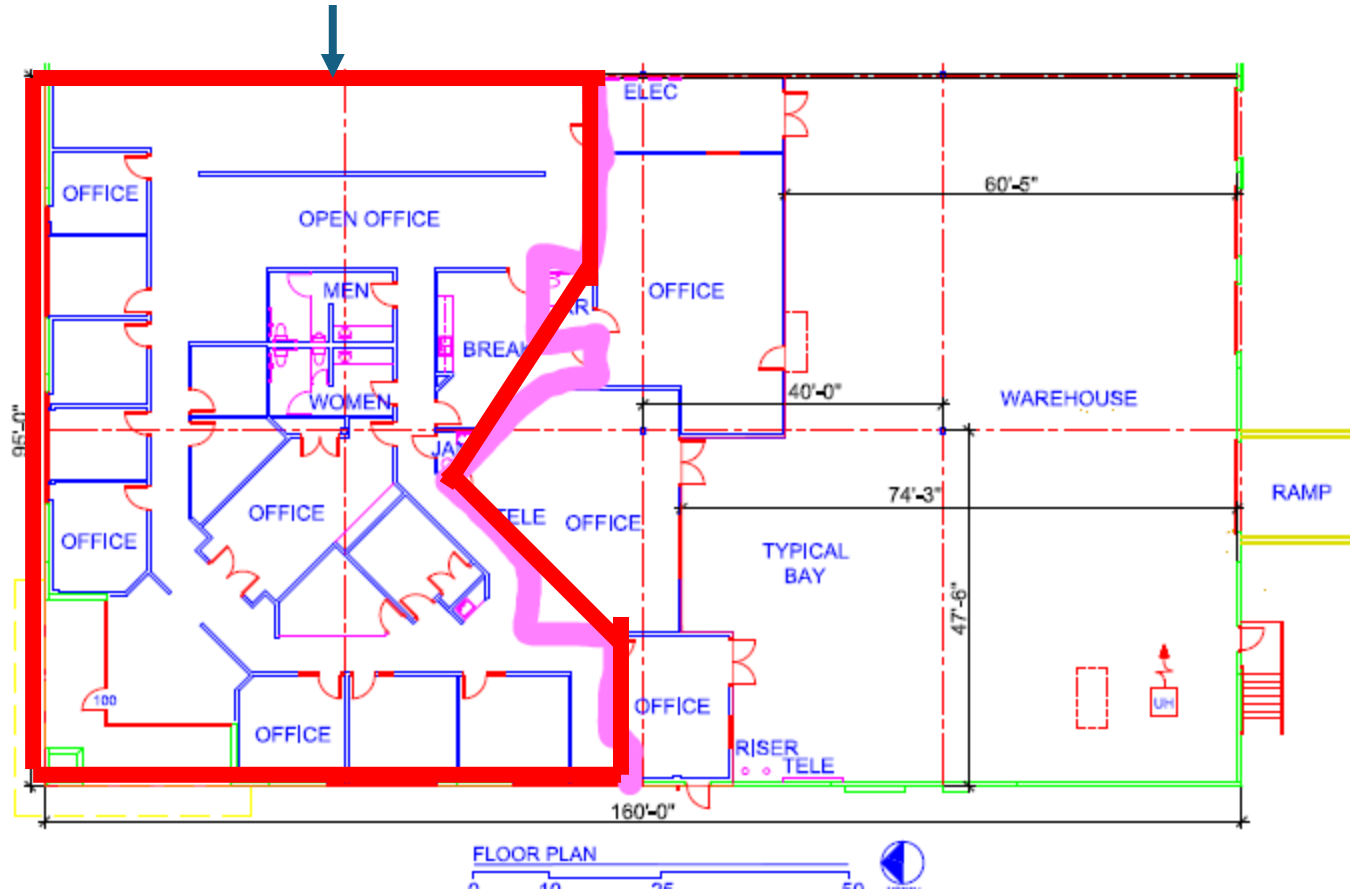 ELEC
OFFICE
60'-5"
OPEN OFFICE
MEN
OFFICE
BREAK
40'-0"
WOMEN
WAREHOUSE
95'-0"
74'-3"
RAMP
OFFICE
TELE
OFFICE
OFFICE
TYPICAL
BAY
47'-6"
100
OFFICE
UH
OFFICE
RISER
TELE
160'-0"
FLOOR PLAN
0 10 25 50